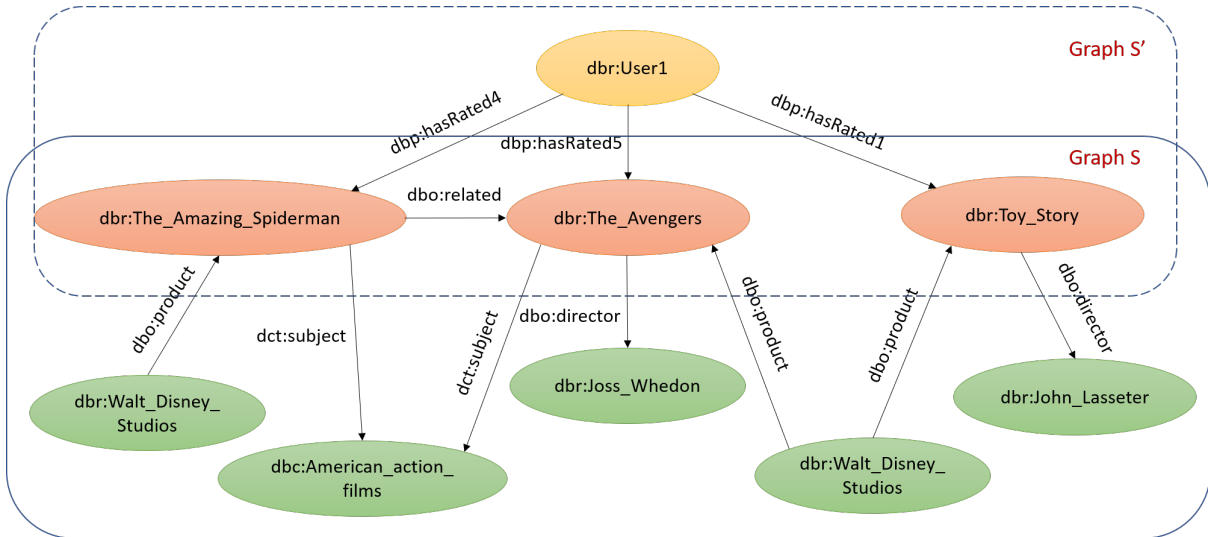 Graph S'
dbr:User1
dbp:hasRated4
dbp:hasRated5
dbp:hasRated1
Graph S
dbr:The_Amazing_Spiderman
dbo:related
dbr:The_Avengers
dbr:Toy_Story
dbo:product
dct:subject
dct:subject
dbo:director
dbo:product
dbo:product
dbo:director
dbr:Walt_Disney_
Studios
dbr:Joss_Whedon
dbr:John_Lasseter
dbc:American_action_
films
dbr:Walt_Disney_
Studios